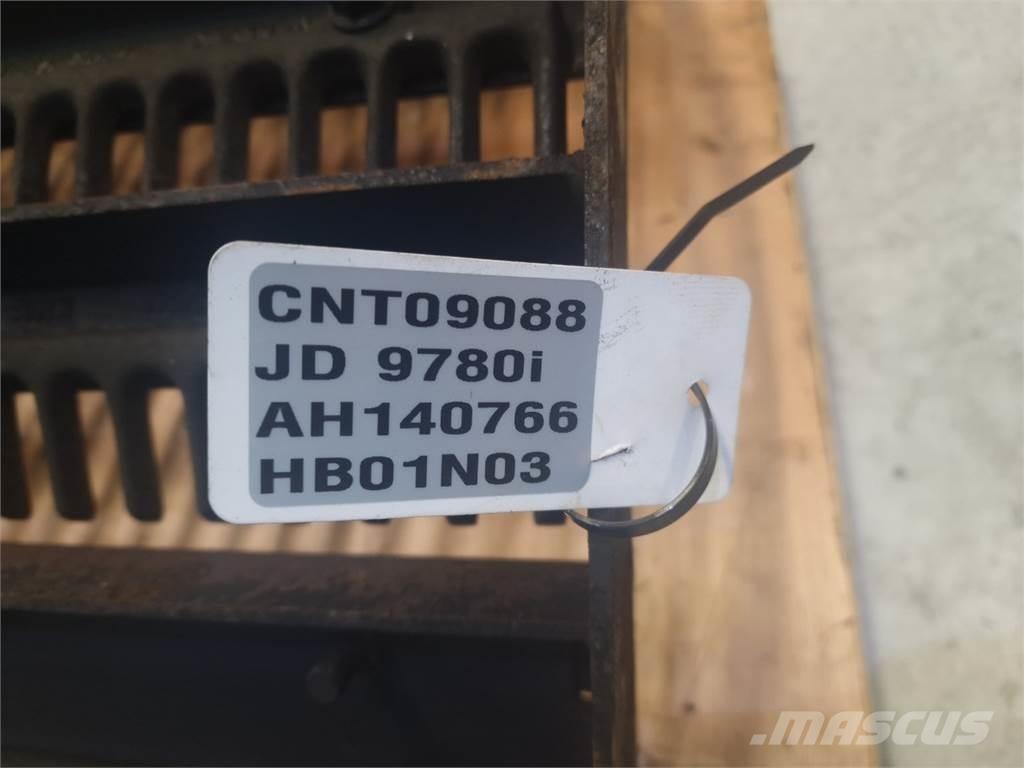 CNT09088
JD 9780i
AH140766
HB01N03
MASCUS